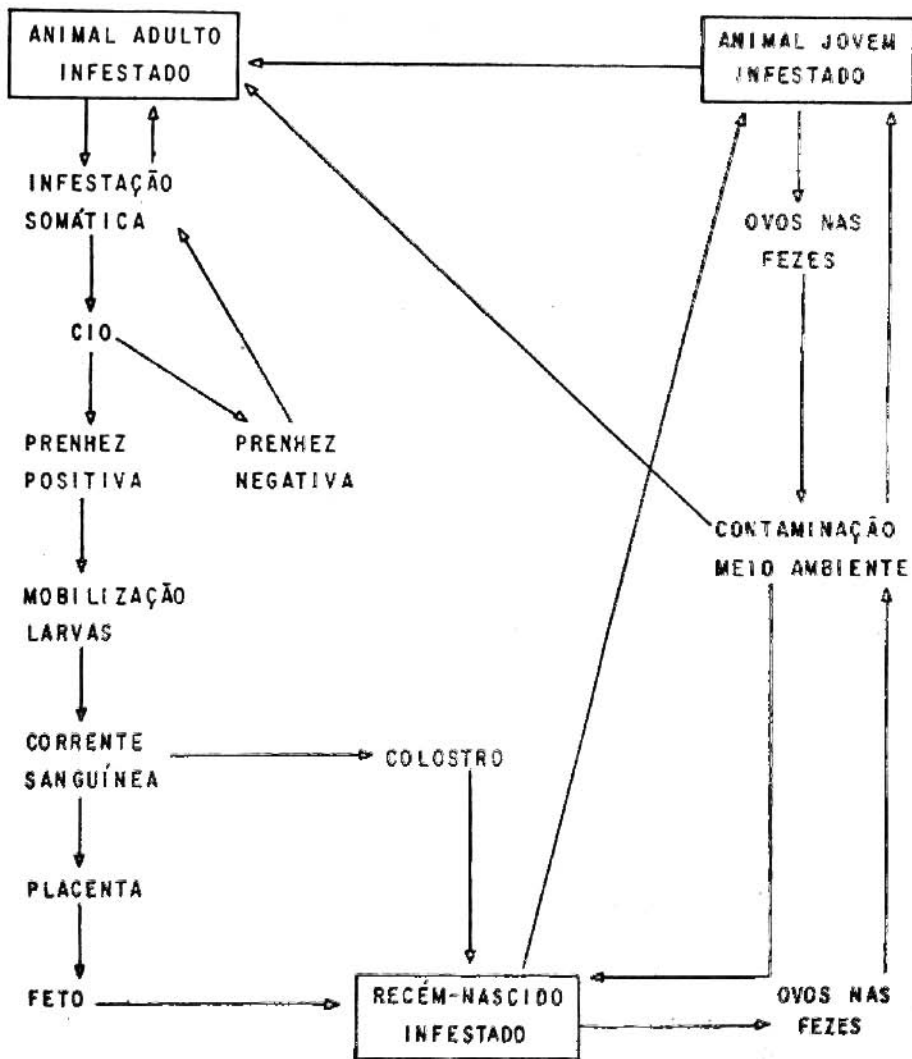 ANIMAL ADULTO
INFESTADO
ANIMAL JOVEM
INFESTADO
INFESTAÇÃO
SOMÁTICA
OVOS NAS
FEZES
CIO
PRENHEZ
POSITIVA
PRENHEZ
NEGATIVA
CONTAMINAÇÃO
MEIO AMBIENTE
MOBILIZAÇÃO
LARVAS
CORRENTE
SANGUÍNEA
COLOSTRO
PLACENTA
FETO
RECÉM-NASCIDO
INFESTADO
OVOS NAS
FEZES